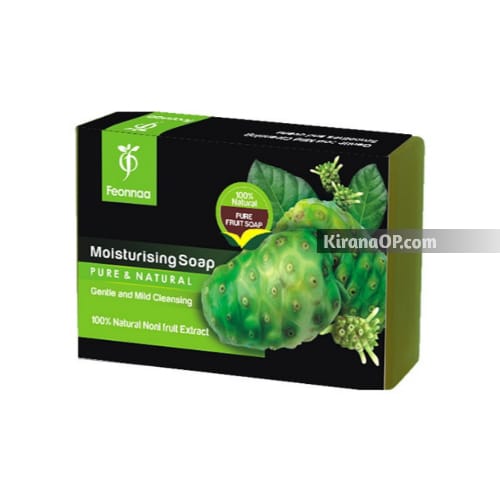 Feonnaa
100%
Natural
PURE
FRUIT SOAP
KiranaOP.com
Moisturising Soap
PURE & NATURAL
Gentle and Mild Cleansing
100% Natural Noni fruit Extract